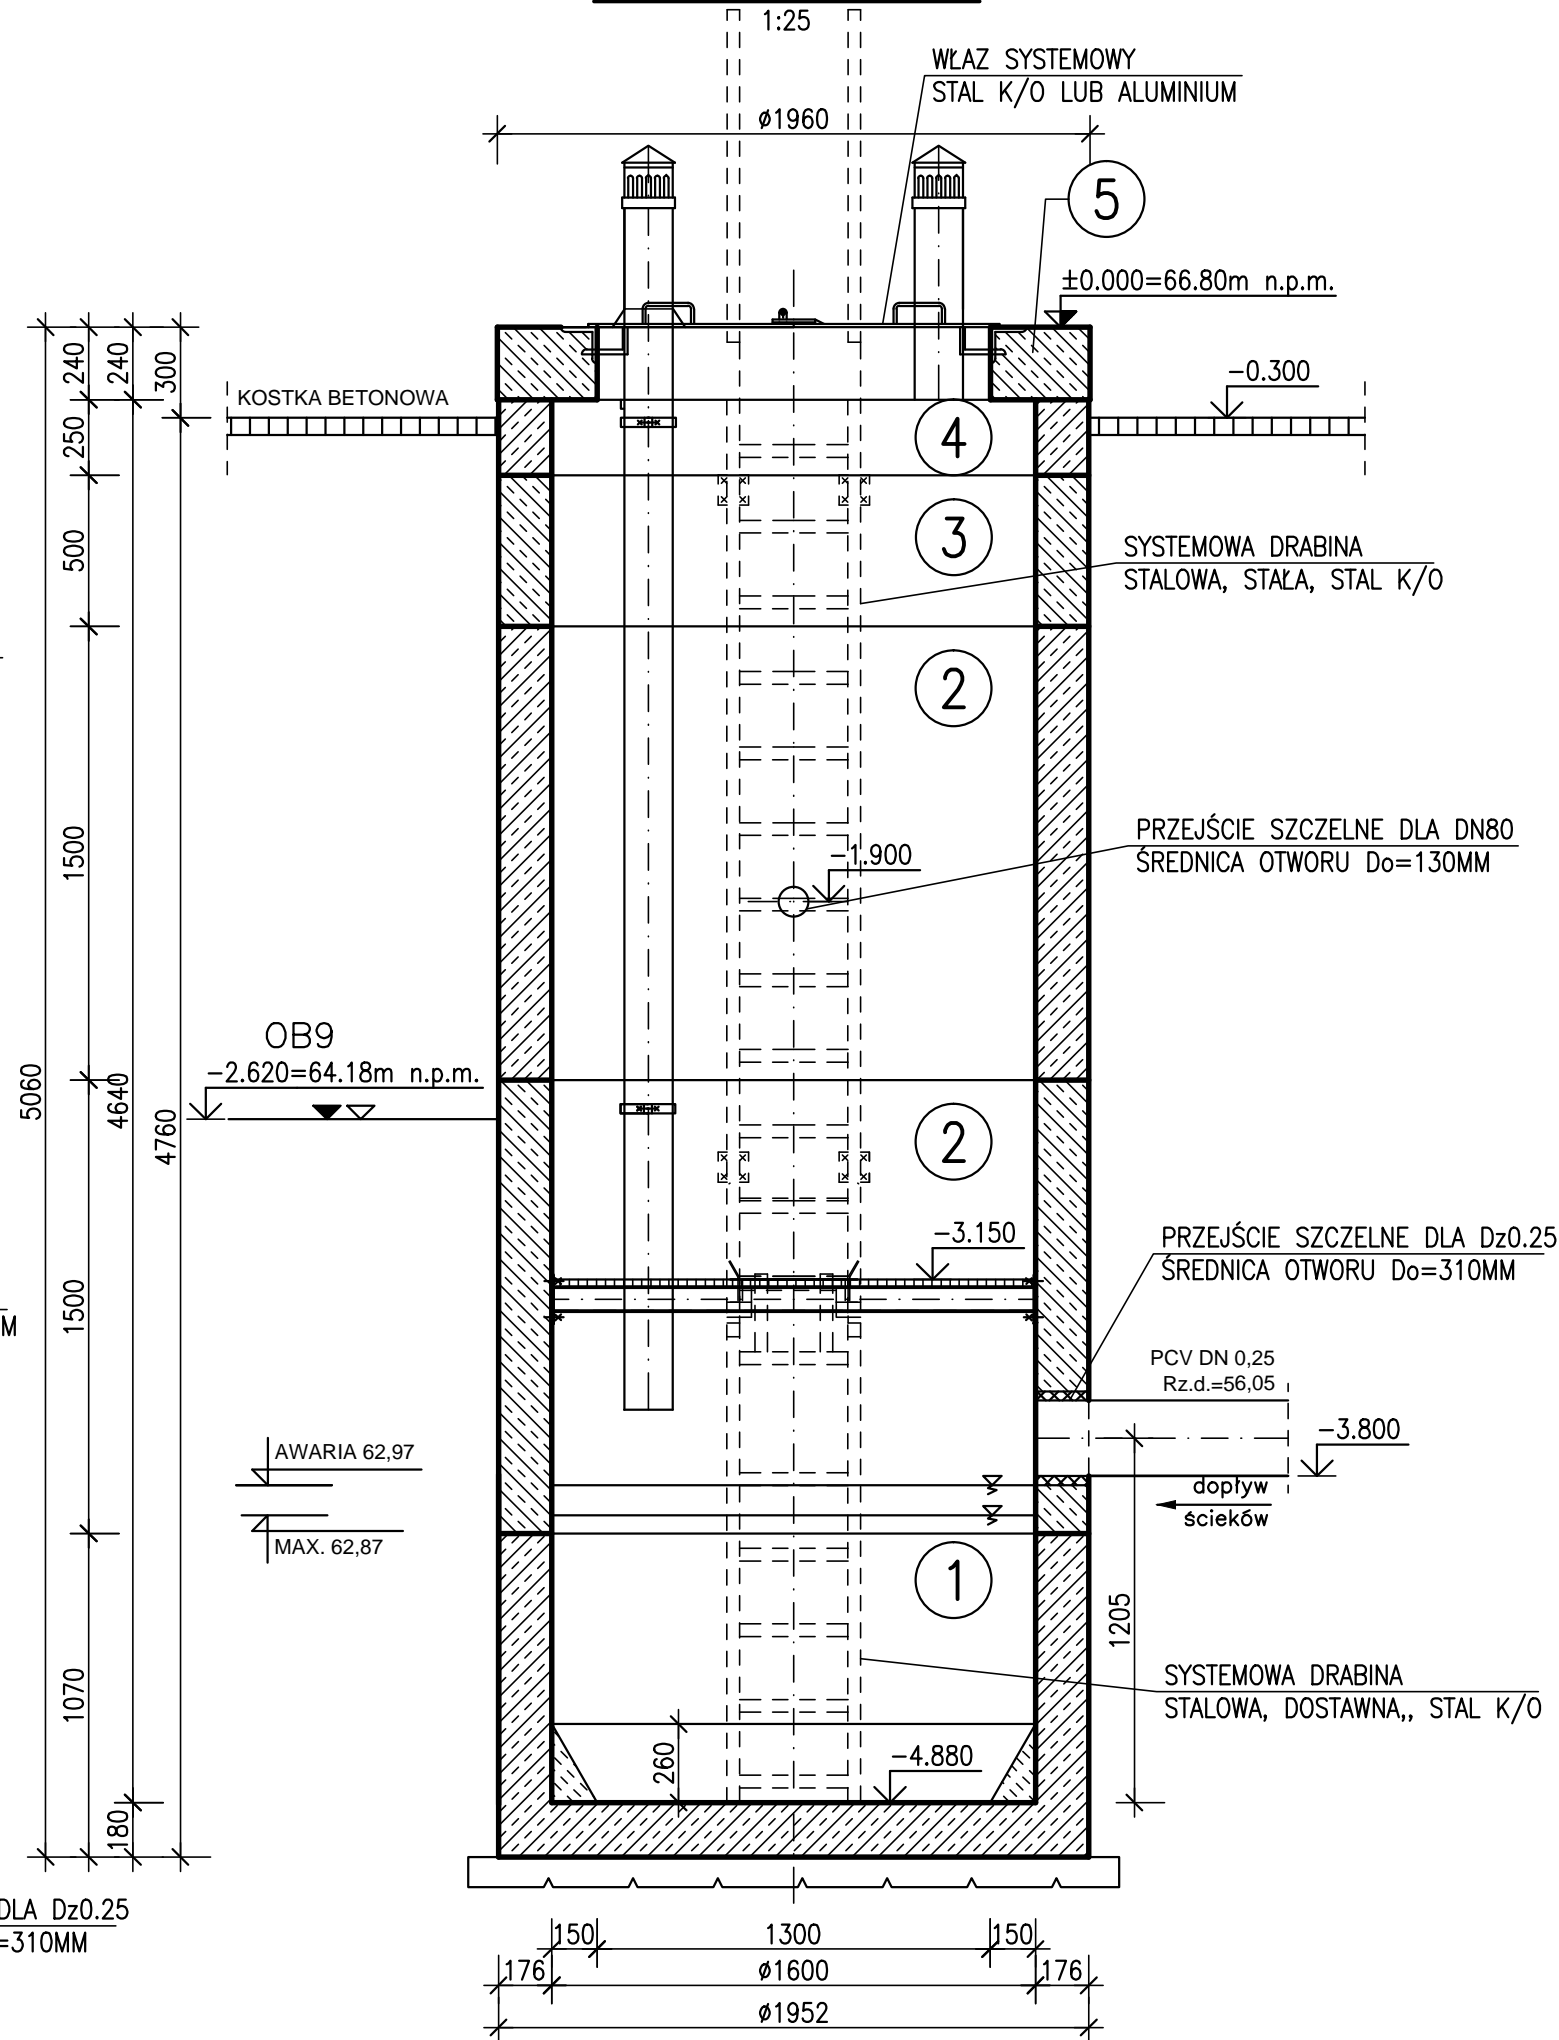 1:25
WŁAZ SYSTEMOWY
STAL K/O LUB ALUMINIUM
ø1960
5
±0.000=66.80m n.p.m.
240
240
300
KOSTKA BETONOWA
-0.300
250
4
500
3
SYSTEMOWA DRABINA
STALOWA, STAŁA, STAL K/O
2
1500
PRZEJŚCIE SZCZELNE DLA DN80
ŚREDNICA OTWORU Do=130MM
-1.900
OB9
-2.620=64.18m n.p.m.
5060
4640
4760
2
-3.150
PRZEJŚCIE SZCZELNE DLA Dz0.25
ŚREDNICA OTWORU Do=310MM
1500
M
PCV DN 0,25
Rz.d.=56,05
-3.800
AWARIA 62,97
dopływ
ścieków
MAX. 62,87
1
1205
1070
SYSTEMOWA DRABINA
STALOWA, DOSTAWNA,, STAL K/O
260
-4.880
180
DLA Dz0.25
=310MM
150
1300
150
176
ø1600
176
ø1952